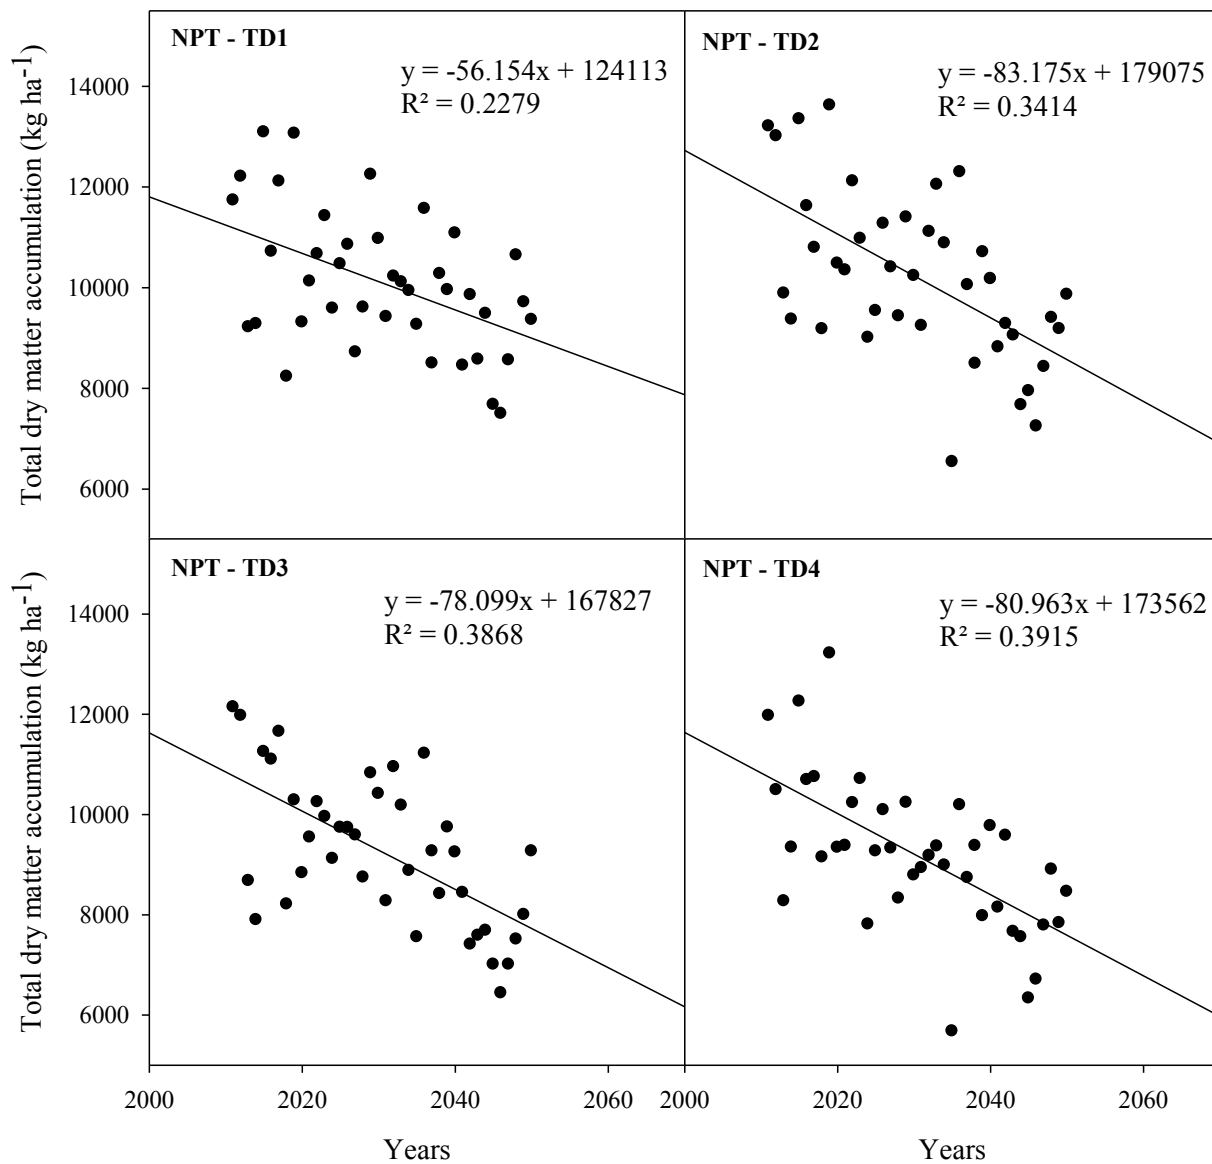 NPT - TD1
y = -56.154x + 124113
R² = 0.2279
NPT - TD2
y = -83.175x + 179075
R² = 0.3414
Total dry matter accumulation (kg ha-1)
14000
12000
10000
8000
6000
NPT - TD3
y = -78.099x + 167827
R² = 0.3868
NPT - TD4
y = -80.963x + 173562
R² = 0.3915
Total dry matter accumulation (kg ha-1)
14000
12000
10000
8000
6000
2000 2020 2040 2060 2000 2020 2040 2060
Years Years